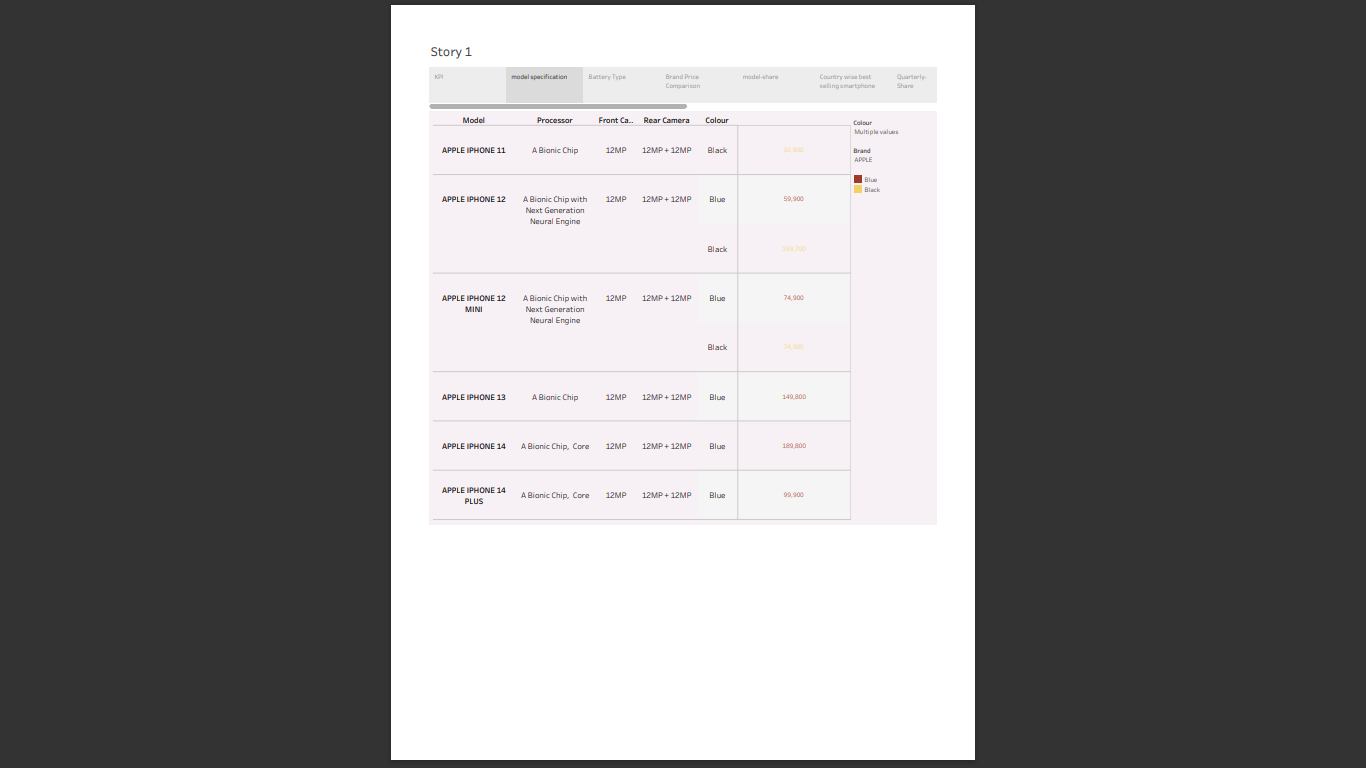 Story 1
KPI
model specification
Battery Type
Brand Price
Comparison
model-share
Country wise best
selling smartphone
Quarterly-
Share
Model Processor Front Ca.. Rear Camera Colour
APPLE IPHONE 11 A Bionic Chip 12MP 12MP + 12MP Black
APPLE IPHONE 12 A Bionic Chip with 12MP 12MP + 12MP Blue 59,900
Next Generation
Neural Engine
Black
APPLE IPHONE 12 A Bionic Chip with 12MP 12MP + 12MP Blue 74,900
MINI Next Generation
Neural Engine
Black
APPLE IPHONE 13 A Bionic Chip 12MP 12MP + 12MP Blue 149,800
APPLE IPHONE 14 A Bionic Chip, Core 12MP 12MP + 12MP Blue 189,800
APPLE IPHONE 14 A Bionic Chip, Core 12MP 12MP + 12MP Blue 99,900
PLUS
Colour
Multiple values
Brand
APPLE
Blue
Black